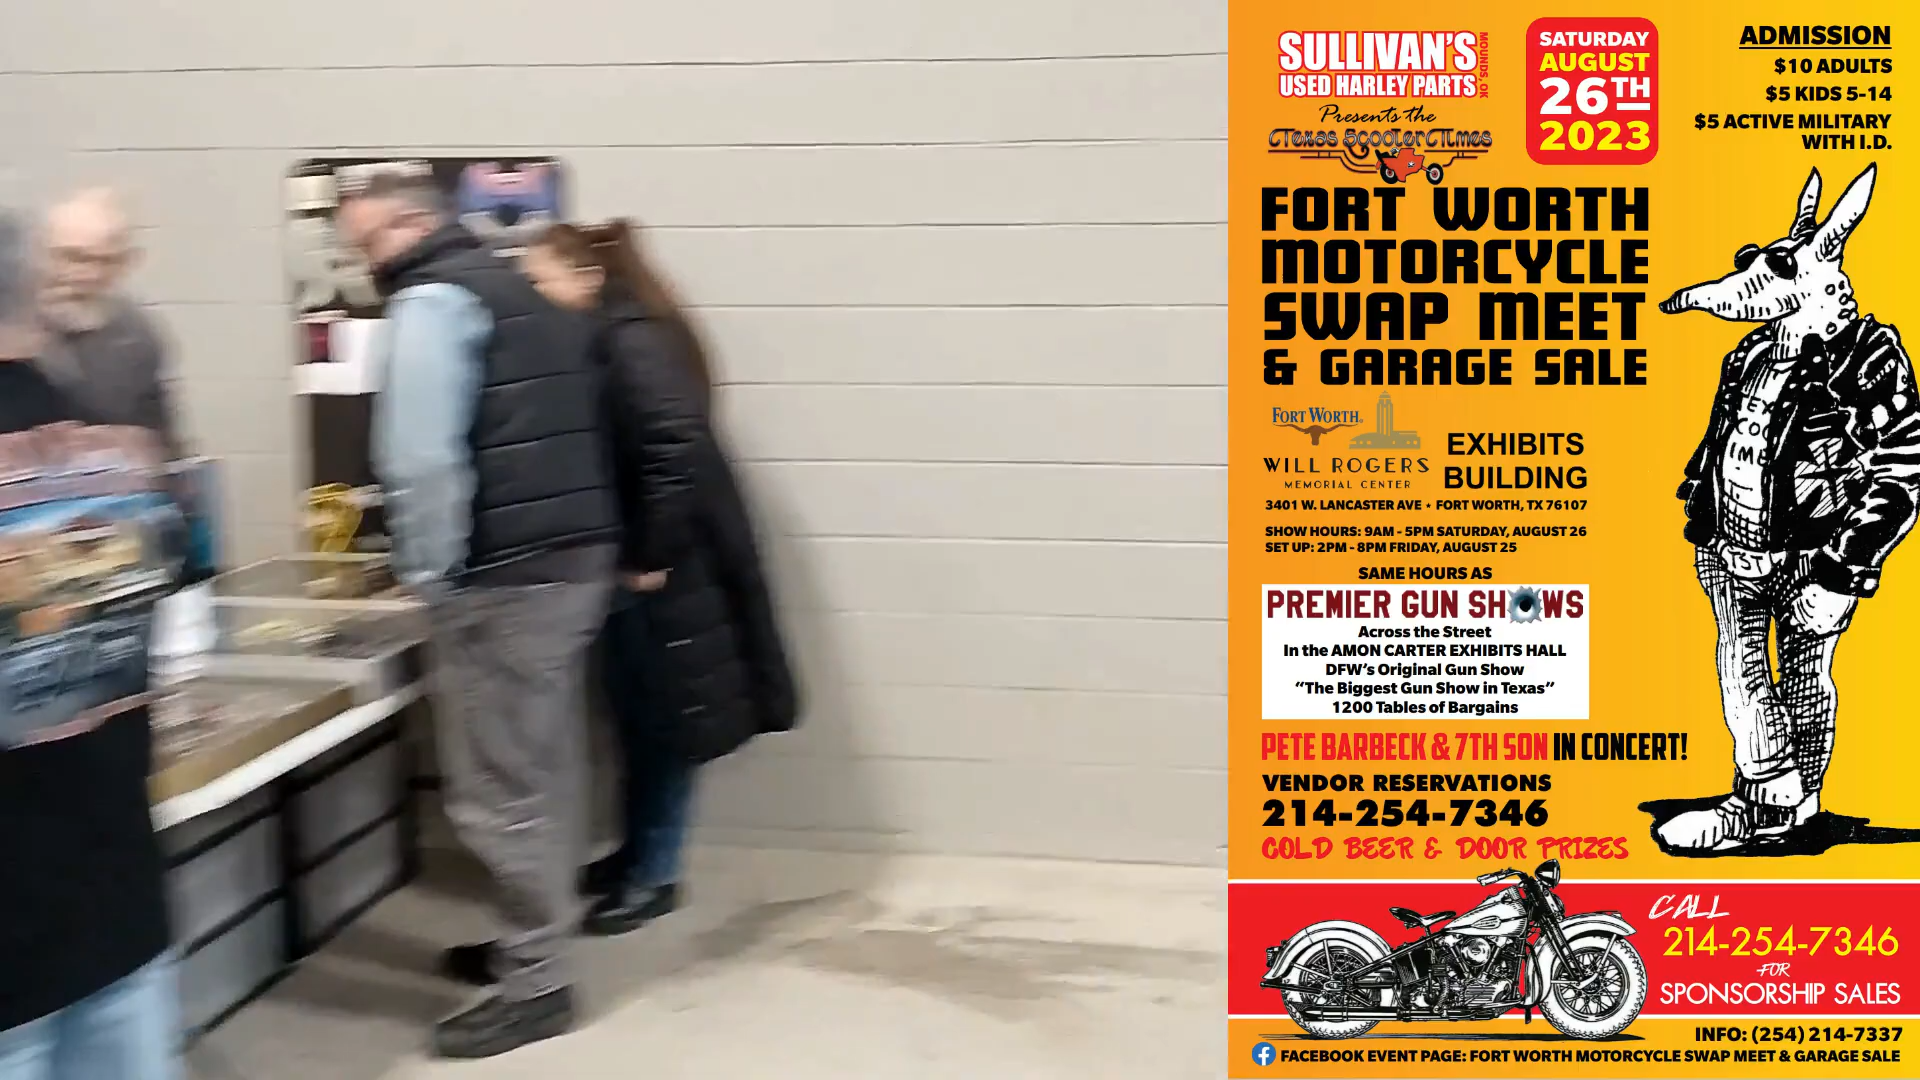 SULLIVAN'S
USED HARLEY PARTS
MOUNDS, OK
Presents the
Texas Scooter Times
SATURDAY
AUGUST
26TH
2023
ADMISSION
$10 ADULTS
$5 KIDS 5-14
$5 ACTIVE MILITARY
WITH I.D.
FORT WORTH
MOTORCYCLE
SWAP MEET
& GARAGE SALE
FORT WORTH
WILL ROGERS
MEMORIAL CENTER
EXHIBITS
BUILDING
3401 W. LANCASTER AVE • FORT WORTH, TX 76107
SHOW HOURS: 9AM - 5PM SATURDAY, AUGUST 26
SET UP: 2PM - 8PM FRIDAY, AUGUST 25
SAME HOURS AS
PREMIER GUN SHOWS
Across the Street
In the AMON CARTER EXHIBITS HALL
DFW's Original Gun Show
"The Biggest Gun Show in Texas"
1200 Tables of Bargains
PETE BARBECK & 7TH SON IN CONCERT!
VENDOR RESERVATIONS
214-254-7346
COLD BEER & DOOR PRIZES
TST
CALL
214-254-7346
FOR
SPONSORSHIP SALES
INFO: (254) 214-7337
FACEBOOK EVENT PAGE: FORT WORTH MOTORCYCLE SWAP MEET & GARAGE SALE